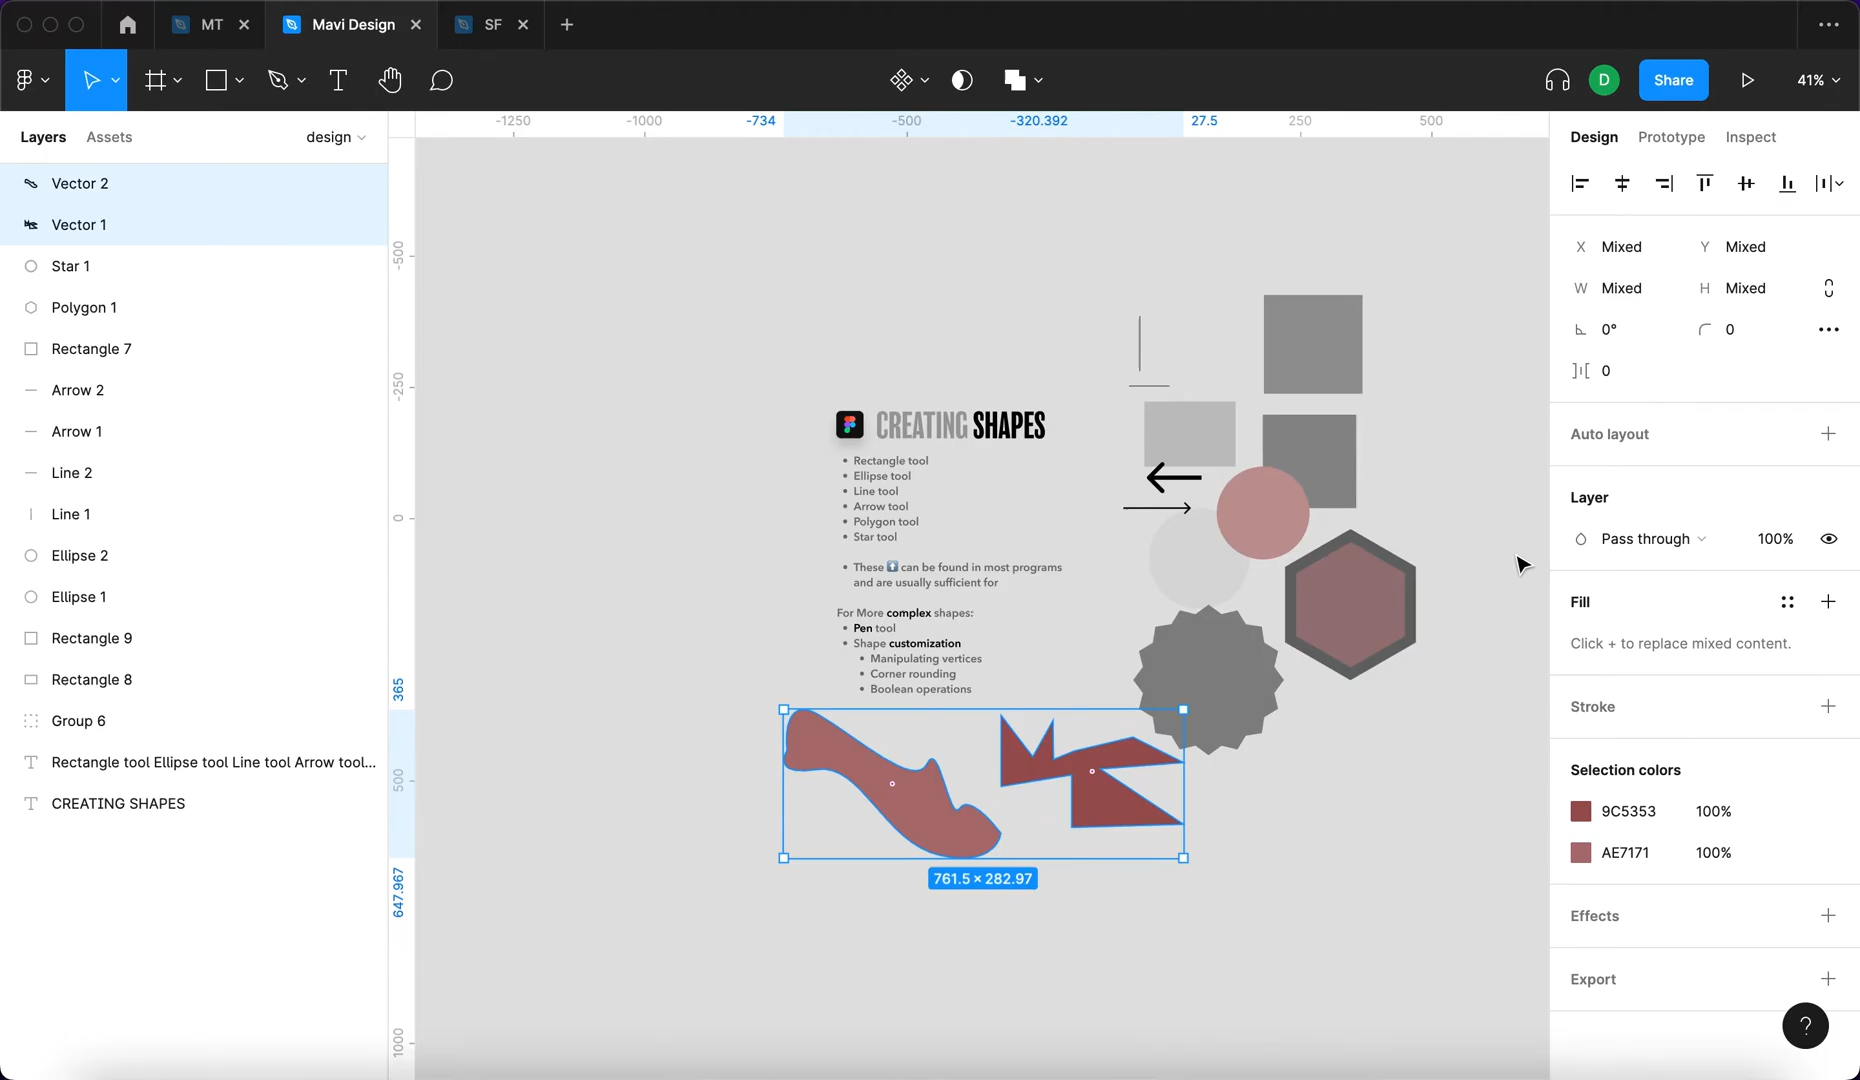 MT
Mavi Design
SF
D
Share
41%
Layers
Assets
design
-1250
-1000
-734
-500
-320.392
27.5
250
500
Design
Prototype
Inspect
Vector 2
Vector 1
Star 1
Polygon 1
Rectangle 7
Arrow 2
Arrow 1
Line 2
Line 1
Ellipse 2
Ellipse 1
Rectangle 9
Rectangle 8
Group 6
Rectangle tool Ellipse tool Line tool Arrow tool...
CREATING SHAPES
-500
-250
0
365
500
647.967
1000
CREATING SHAPES
• Rectangle tool
• Ellipse tool
• Line tool
• Arrow tool
• Polygon tool
• Star tool
• These ⬆️ can be found in most programs
and are usually sufficient for
For More complex shapes:
• Pen tool
• Shape customization
• Manipulating vertices
• Corner rounding
• Boolean operations
761.5 × 282.97
X Mixed Y Mixed
W Mixed H Mixed
0° 0
0
Auto layout
Layer
Pass through 100%
Fill
Click + to replace mixed content.
Stroke
Selection colors
9C5353 100%
AE7171 100%
Effects
Export
?